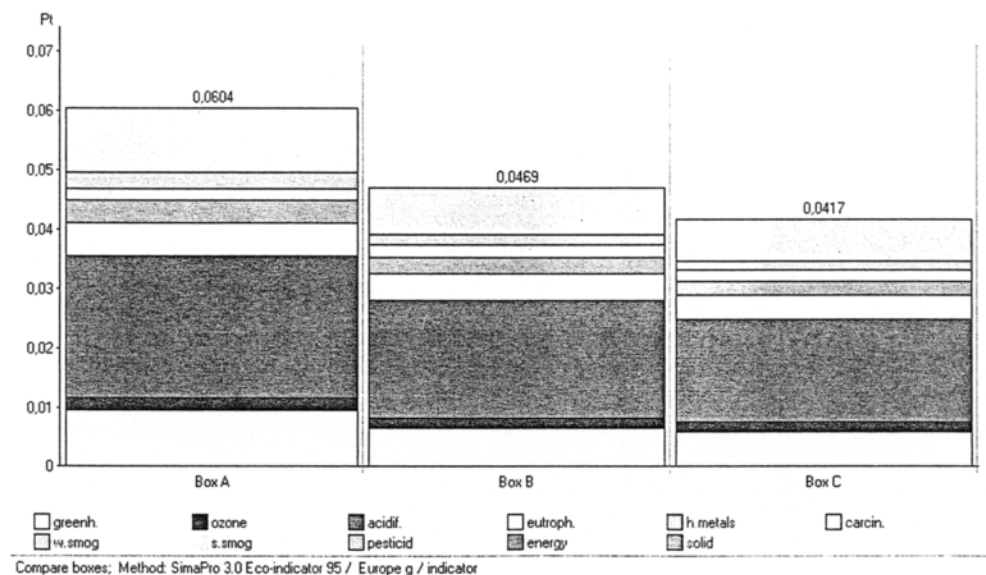 Pt
0,07
0,06
0,05
0,04
0,03
0,02
0,01
0
0,0604
0,0469
0,0417
Box A
Box B
Box C
greenh. ozone acidif. eutroph. h.metals carcin.
w.smog s.smog pesticid energy solid
Compare boxes; Method: SimaPro 3.0 Eco-indicator 95 / Europe g / indicator